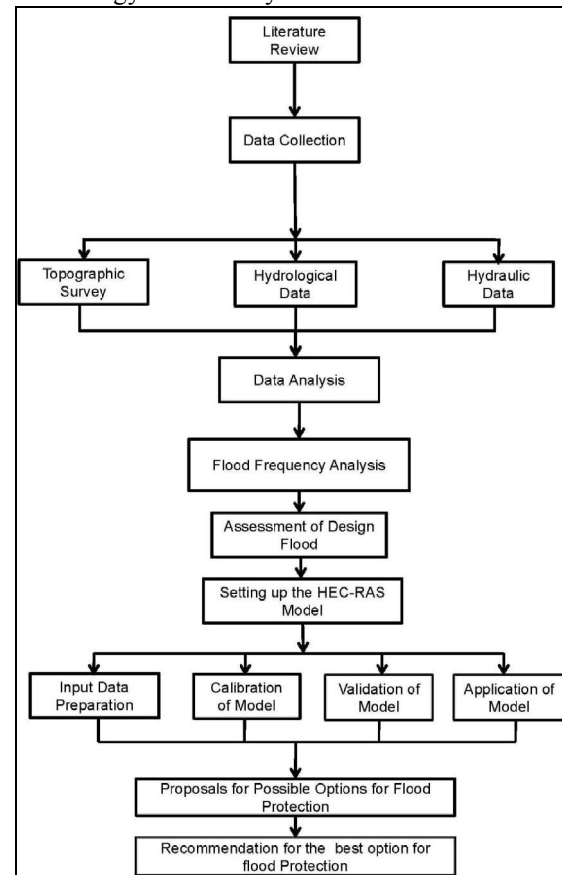 Literature
Review
Data Collection
Topographic
Survey
Hydrological
Data
Hydraulic
Data
Data Analysis
Flood Frequency Analysis
Assessment of Design
Flood
Setting up the HEC-RAS
Model
Input Data
Preparation
Calibration
of Model
Validation of
Model
Application of
Model
Proposals for Possible Options for Flood
Protection
Recommendation for the best option for
flood Protection